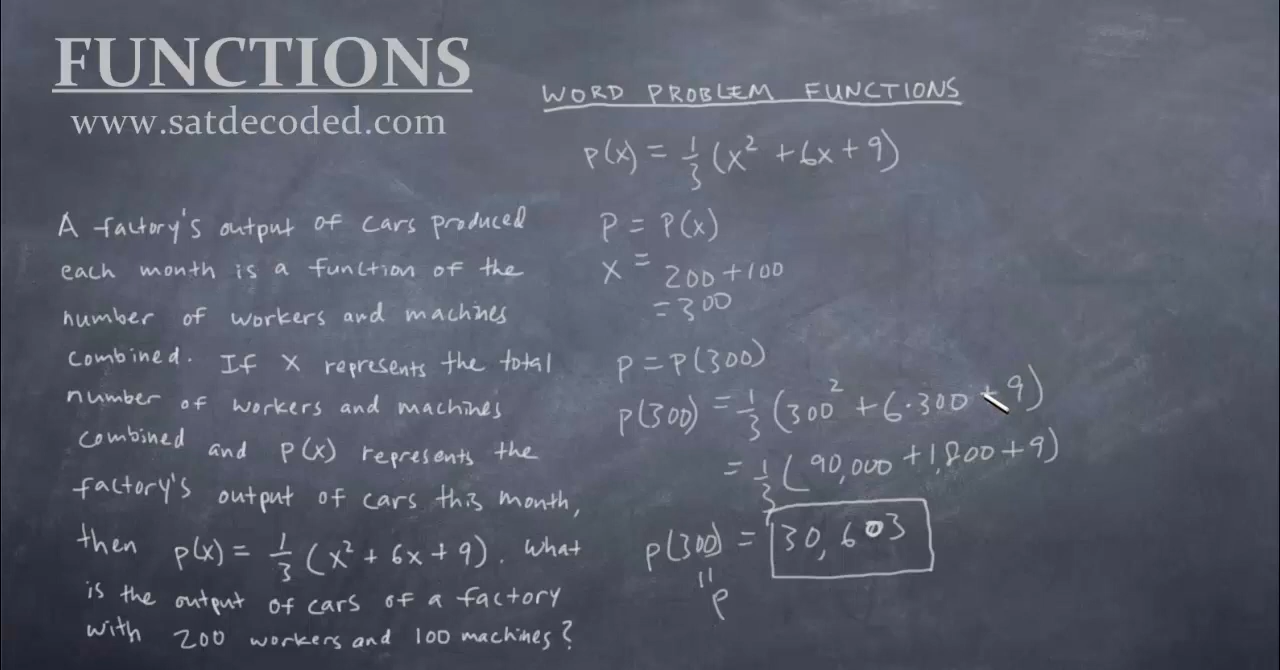 FUNCTIONS
www.satdecoded.com
A factory's output of cars produced
each month is a function of the
number of workers and machines
combined. If x represents the total
number of workers and machines
combined and p(x) represents the
factory's output of cars this month,
then p(x) = 1/3 (x² + 6x + 9). What
is the output of cars of a factory
with 200 workers and 100 machines?
WORD PROBLEM FUNCTIONS
p(x) = 1/3 (x² + 6x + 9)
P = P(x)
x = 200 + 100
= 300
P = P(300)
p(300) = 1/3 (300² + 6·300 + 9)
= 1/3 (90,000 + 1,800 + 9)
p(300) = 30,603
"
p